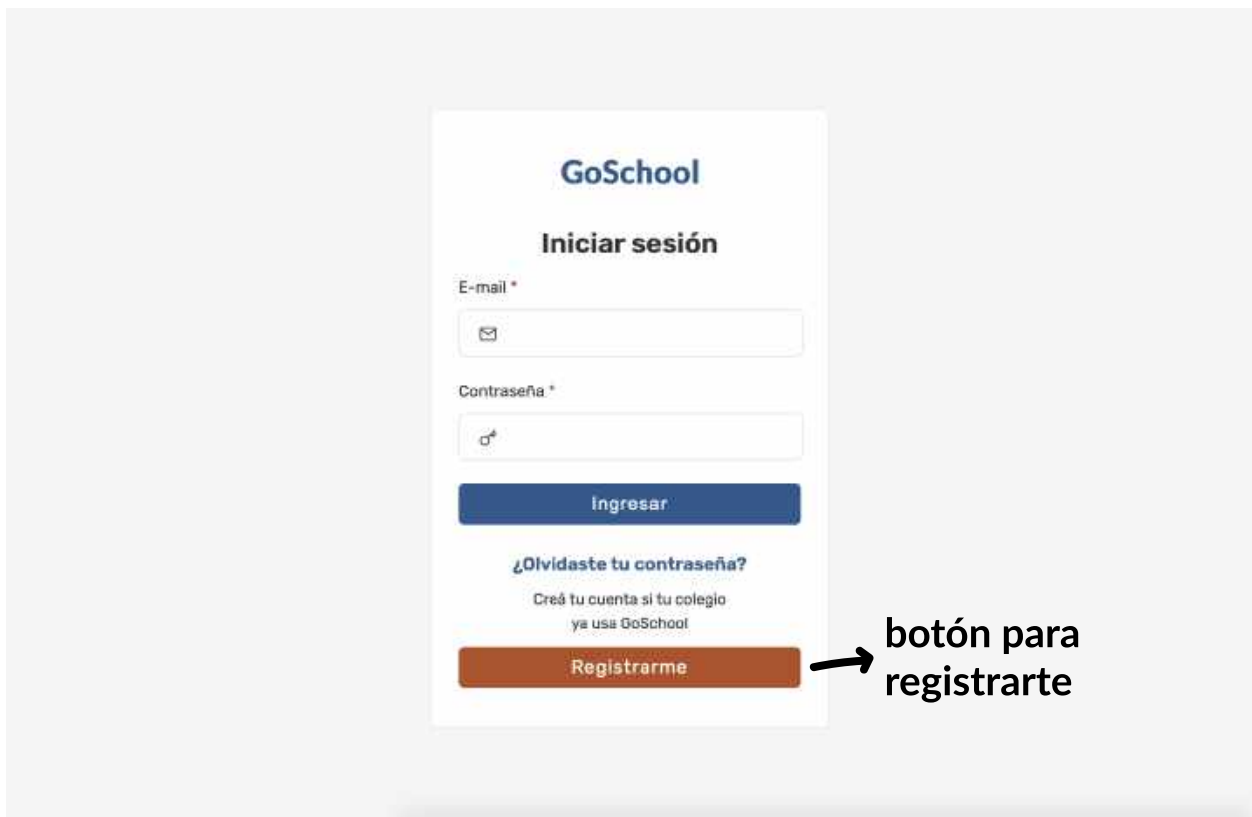 GoSchool
Iniciar sesión
E-mail *
Contraseña *
Ingresar
¿Olvidaste tu contraseña?
Creá tu cuenta si tu colegio
ya usa GoSchool
Registrarme
botón para
registrarte